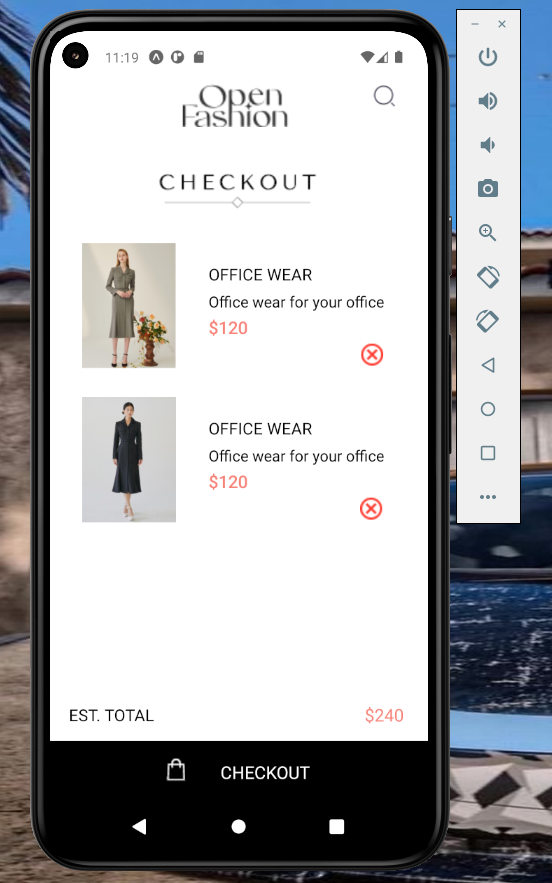 11:19
Open
Fashion
CHECKOUT
OFFICE WEAR
Office wear for your office
$120
OFFICE WEAR
Office wear for your office
$120
EST. TOTAL $240
CHECKOUT